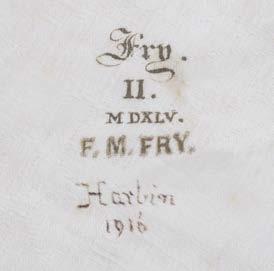 Fry.
II.
MDXLV.
F. M. FRY.
Harbin
1916